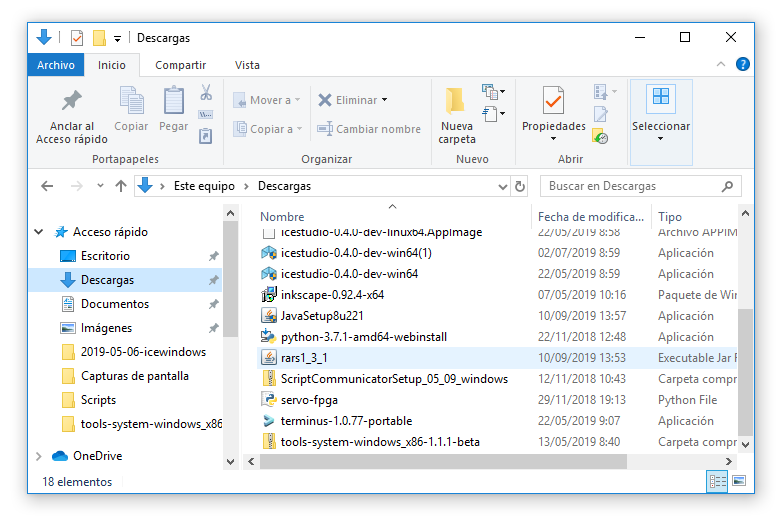 Descargas
Archivo Inicio Compartir Vista
Anclar al Acceso rápido
Copiar
Pegar
Portapapeles
Mover a
Copiar a
Eliminar
Cambiar nombre
Organizar
Nueva carpeta
Nuevo
Propiedades
Abrir
Seleccionar
Este equipo > Descargas
Buscar en Descargas
Acceso rápido
Escritorio
Descargas
Documentos
Imágenes
2019-05-06-icewindows
Capturas de pantalla
Scripts
tools-system-windows_x86
OneDrive
Nombre Fecha de modifica... Tipo
icestudio-0.4.0-dev-linux64.AppImage 22/05/2019 8:58 Archivo APPIM
icestudio-0.4.0-dev-win64(1) 02/07/2019 8:59 Aplicación
icestudio-0.4.0-dev-win64 22/05/2019 8:59 Aplicación
inkscape-0.92.4-x64 07/05/2019 10:16 Paquete de Win
JavaSetup8u221 10/09/2019 13:57 Aplicación
python-3.7.1-amd64-webinstall 22/11/2018 12:48 Aplicación
rars1_3_1 10/09/2019 13:53 Executable Jar F
ScriptCommunicatorSetup_05_09_windows 12/11/2018 10:43 Carpeta compr
servo-fpga 29/11/2018 19:13 Python File
terminus-1.0.77-portable 22/05/2019 9:07 Aplicación
tools-system-windows_x86-1.1.1-beta 13/05/2019 8:40 Carpeta compr
18 elementos